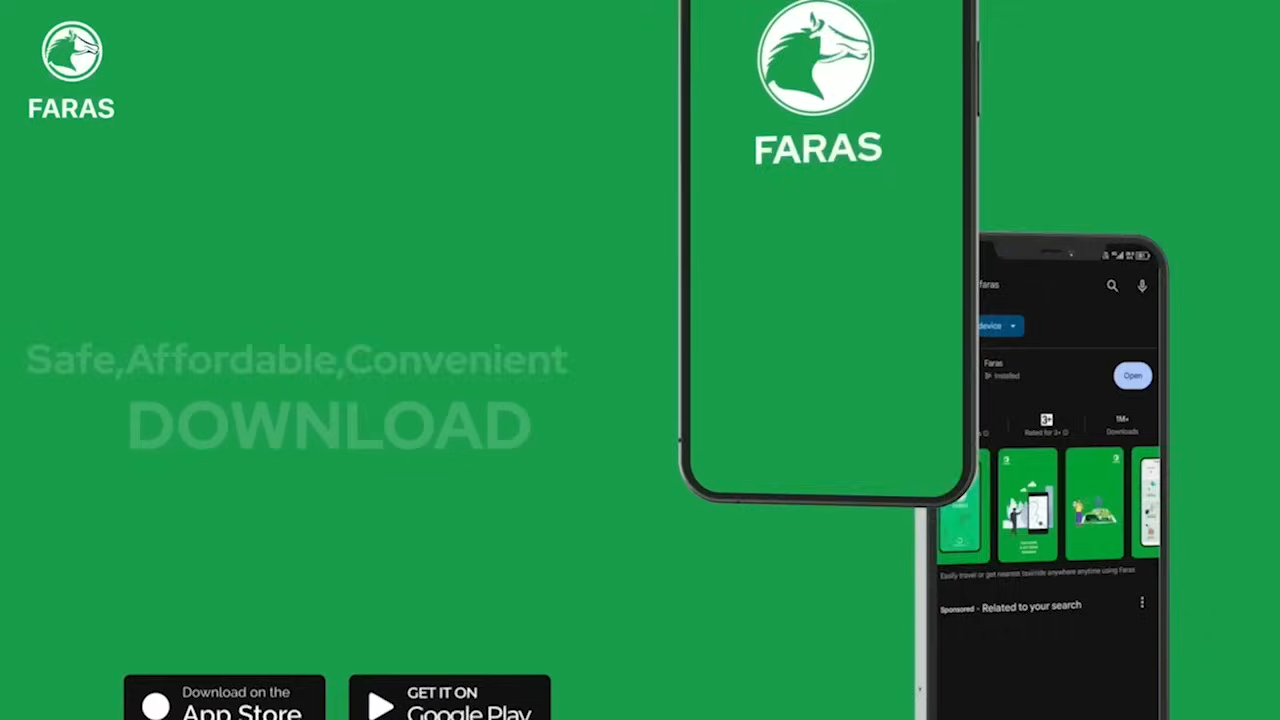 FARAS
FARAS
Safe,Affordable,Convenient
DOWNLOAD
Download on the
App Store
GET IT ON
Google Play
faras
device
Faras
Installed
Open
3+
Rated for 3+
1M+
Downloads
Easily travel or get nearest taxi/ride anywhere anytime using Faras
Sponsored - Related to your search